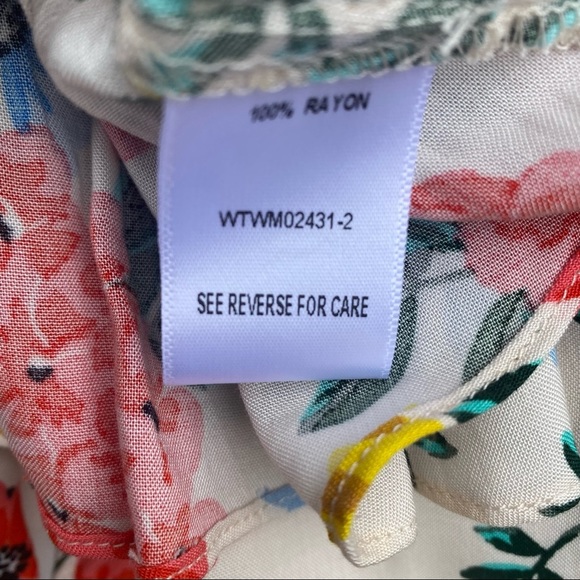 100% RAYON
WTWM02431-2
SEE REVERSE FOR CARE